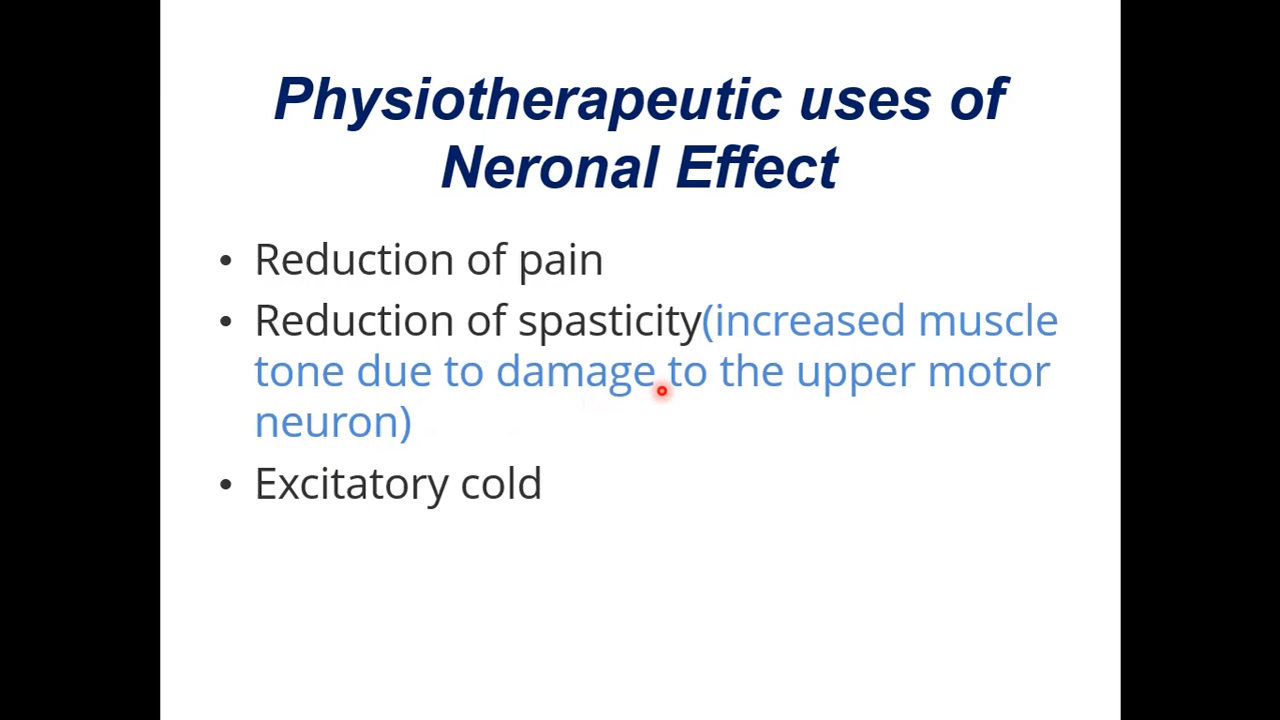 Physiotherapeutic uses of
Neronal Effect
• Reduction of pain
• Reduction of spasticity(increased muscle
tone due to damage to the upper motor
neuron)
• Excitatory cold